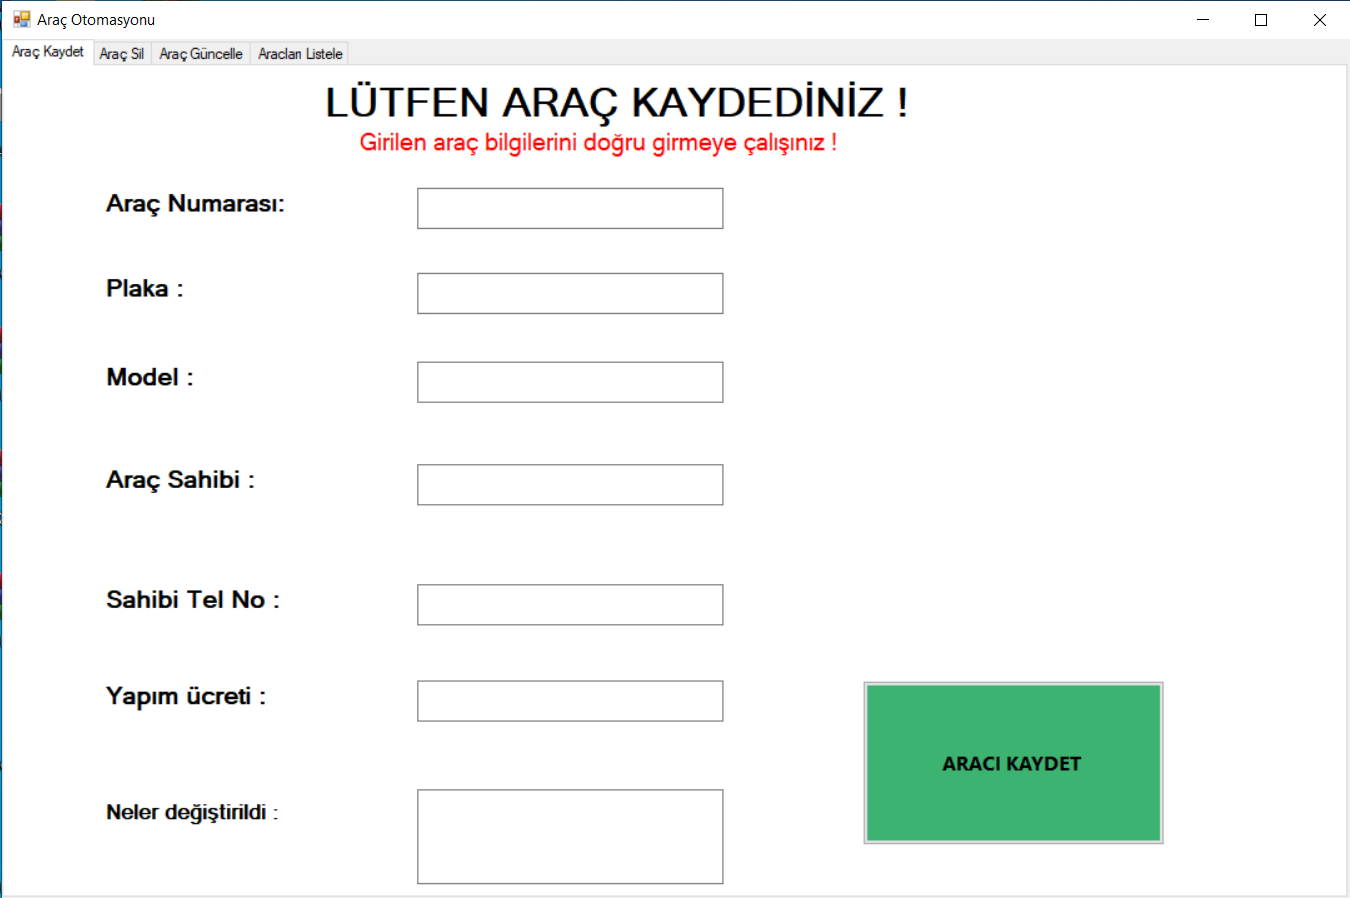 Araç Otomasyonu
Araç Kaydet
Araç Sil
Araç Güncelle
Aracları Listele
LÜTFEN ARAÇ KAYDEDİNİZ !
Girilen araç bilgilerini doğru girmeye çalışınız !
Araç Numarası:
Plaka :
Model :
Araç Sahibi :
Sahibi Tel No :
Yapım ücreti :
ARACI KAYDET
Neler değiştirildi :